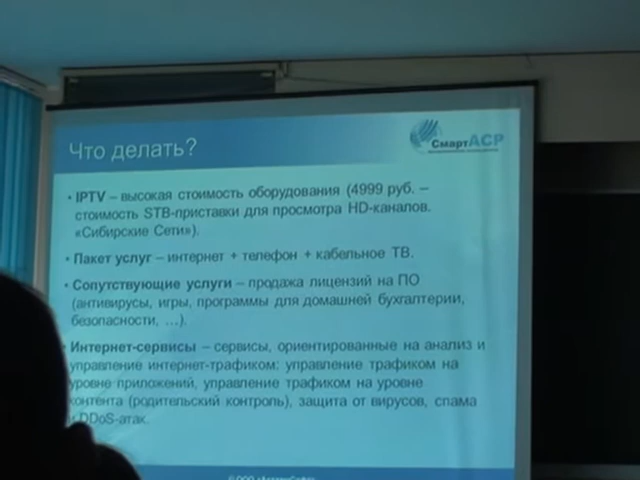 Что делать?
СмартАСР
• IPTV – высокая стоимость оборудования (4999 руб. –
стоимость STB-приставки для просмотра HD-каналов.
«Сибирские Сети»).
• Пакет услуг – интернет + телефон + кабельное ТВ.
• Сопутствующие услуги – продажа лицензий на ПО
(антивирусы, игры, программы для домашней бухгалтерии,
безопасности, …).
• Интернет-сервисы – сервисы, ориентированные на анализ и
управление интернет-трафиком: управление трафиком на
уровне приложений, управление трафиком на уровне
контента (родительский контроль), защита от вирусов, спама
и DDoS-атак.